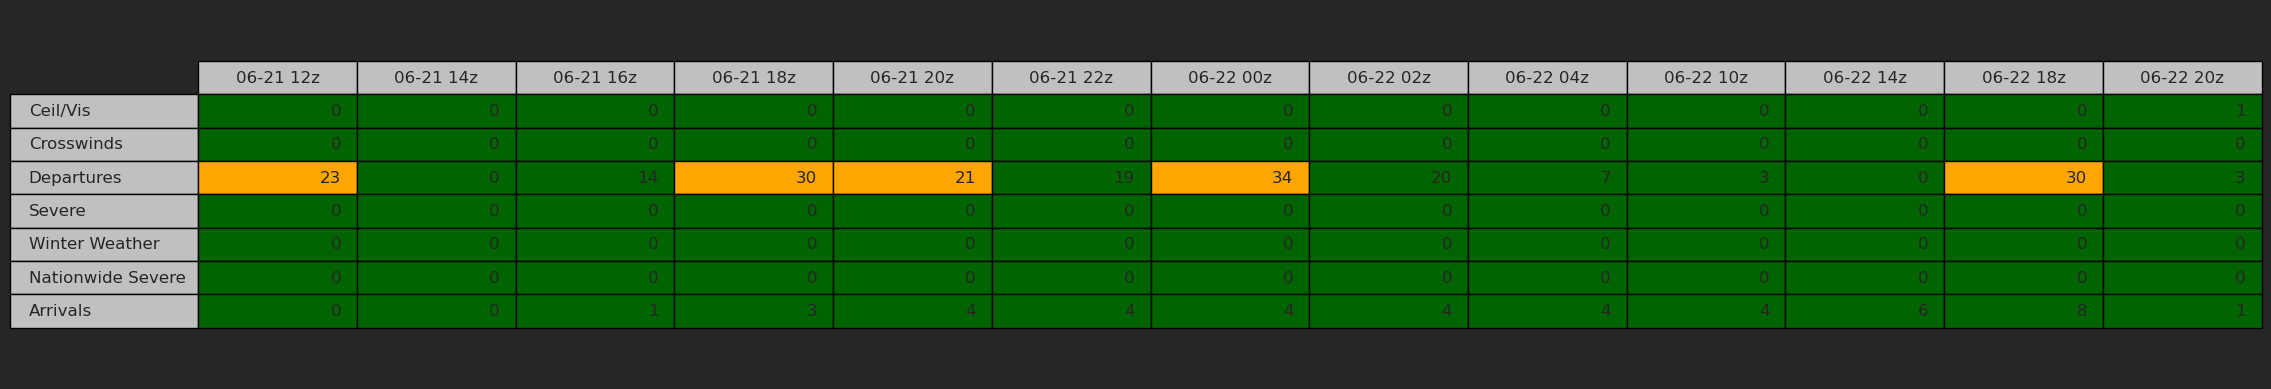 06-21 12z 06-21 14z 06-21 16z 06-21 18z 06-21 20z 06-21 22z 06-22 00z 06-22 02z 06-22 04z 06-22 10z 06-22 14z 06-22 18z 06-22 20z
Ceil/Vis 0 0 0 0 0 0 0 0 0 0 0 0 1
Crosswinds 0 0 0 0 0 0 0 0 0 0 0 0 0
Departures 23 0 14 30 21 19 34 20 7 3 0 30 3
Severe 0 0 0 0 0 0 0 0 0 0 0 0 0
Winter Weather 0 0 0 0 0 0 0 0 0 0 0 0 0
Nationwide Severe 0 0 0 0 0 0 0 0 0 0 0 0 0
Arrivals 0 0 1 3 4 4 4 4 4 4 6 8 1